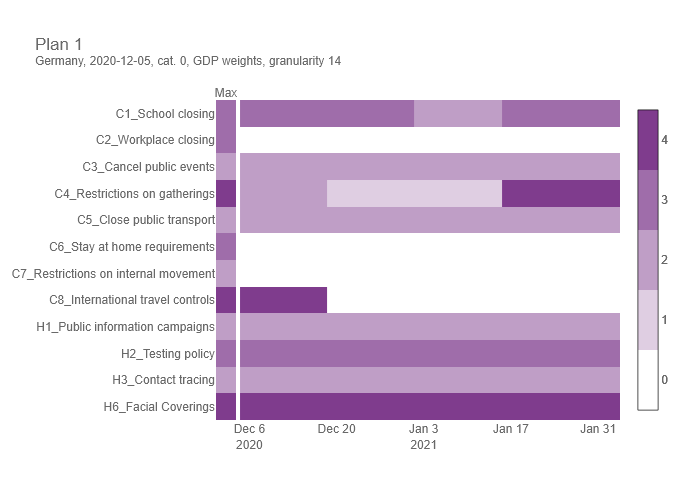 Plan 1
Germany, 2020-12-05, cat. 0, GDP weights, granularity 14
Max
C1_School closing
C2_Workplace closing
C3_Cancel public events
C4_Restrictions on gatherings
C5_Close public transport
C6_Stay at home requirements
C7_Restrictions on internal movement
C8_International travel controls
H1_Public information campaigns
H2_Testing policy
H3_Contact tracing
H6_Facial Coverings
4
3
2
1
0
Dec 6 Dec 20 Jan 3 Jan 17 Jan 31
2020 2021